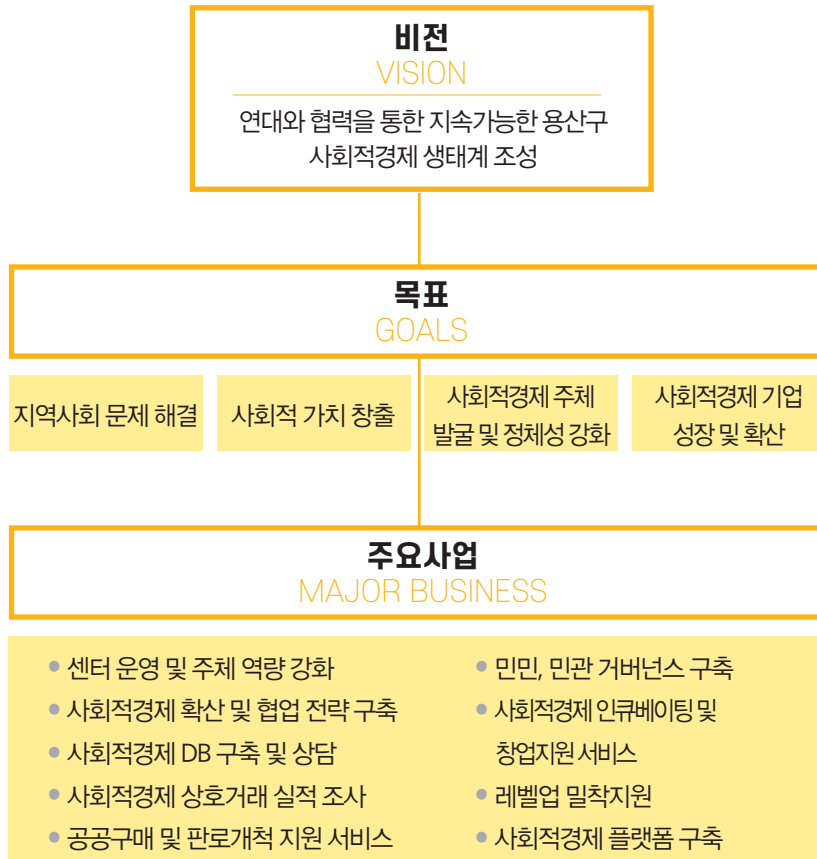 비전
VISION
연대와 협력을 통한 지속가능한 용산구
사회적경제 생태계 조성
목표
GOALS
지역사회 문제 해결
사회적 가치 창출
사회적경제 주체
발굴 및 정체성 강화
사회적경제 기업
성장 및 확산
주요사업
MAJOR BUSINESS
● 센터 운영 및 주체 역량 강화
● 사회적경제 확산 및 협업 전략 구축
● 사회적경제 DB 구축 및 상담
● 사회적경제 상호거래 실적 조사
● 공공구매 및 판로개척 지원 서비스
● 민민, 민관 거버넌스 구축
● 사회적경제 인큐베이팅 및
창업지원 서비스
● 레벨업 밀착지원
● 사회적경제 플랫폼 구축